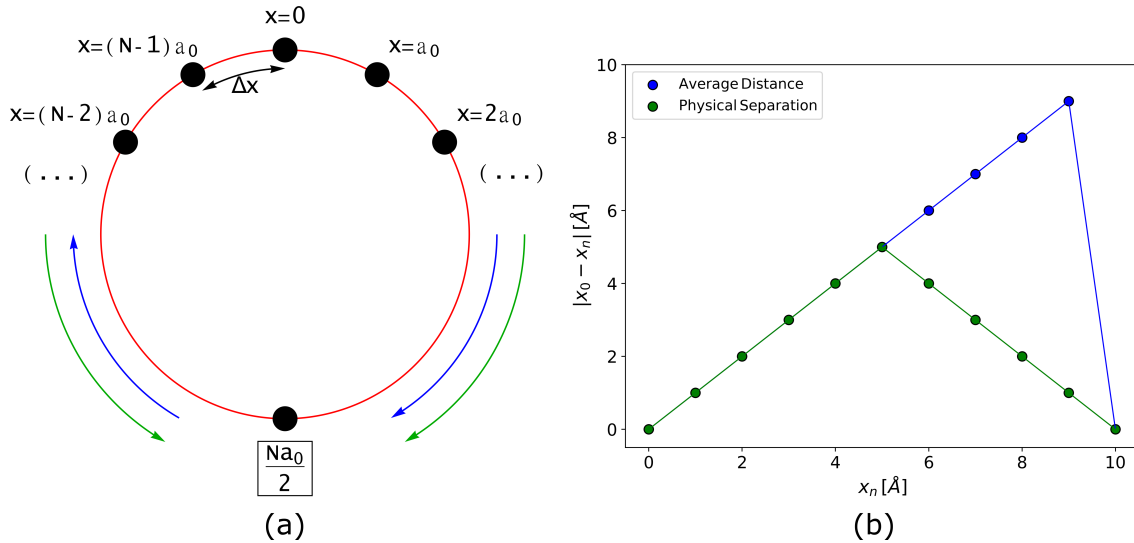 x=0
x=(N-1)a₀
x=a₀
Δx
x=(N-2)a₀
x=2a₀
(...)
(...)
Na₀
2
(a)
10
8
6
4
2
0
|x₀ − xₙ| [Å]
Average Distance
Physical Separation
0 2 4 6 8 10
xₙ [Å]
(b)